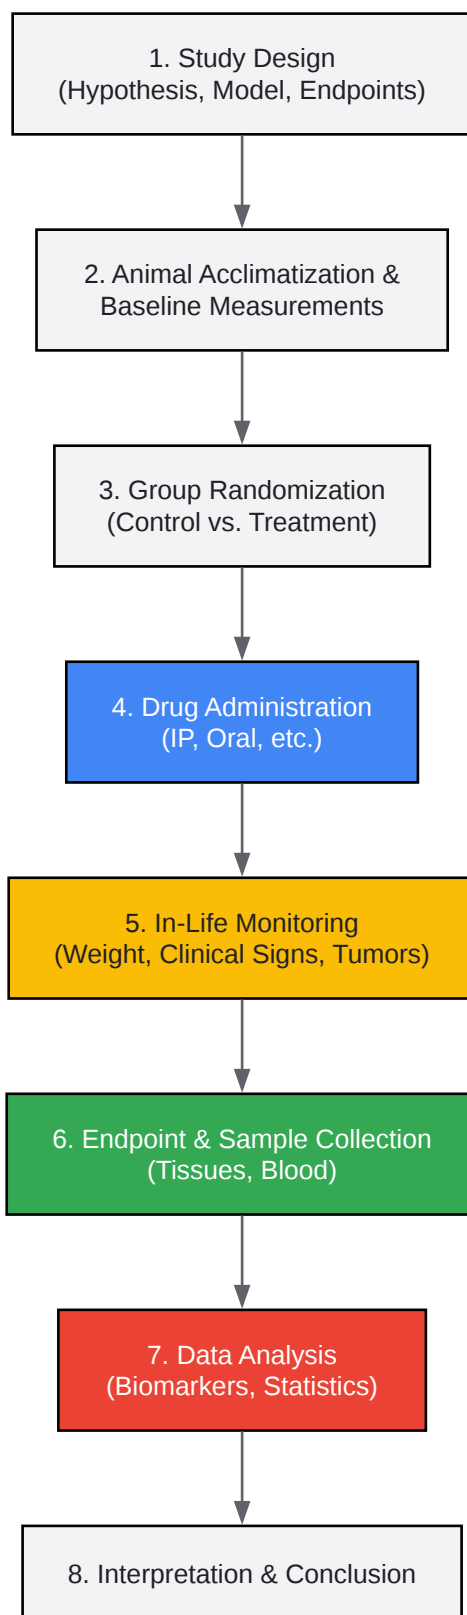 1. Study Design
(Hypothesis, Model, Endpoints)
2. Animal Acclimatization &
Baseline Measurements
3. Group Randomization
(Control vs. Treatment)
4. Drug Administration
(IP, Oral, etc.)
5. In-Life Monitoring
(Weight, Clinical Signs, Tumors)
6. Endpoint & Sample Collection
(Tissues, Blood)
7. Data Analysis
(Biomarkers, Statistics)
8. Interpretation & Conclusion